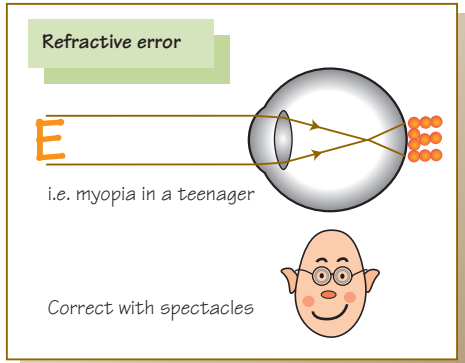 Refractive error
E E
i.e. myopia in a teenager
Correct with spectacles